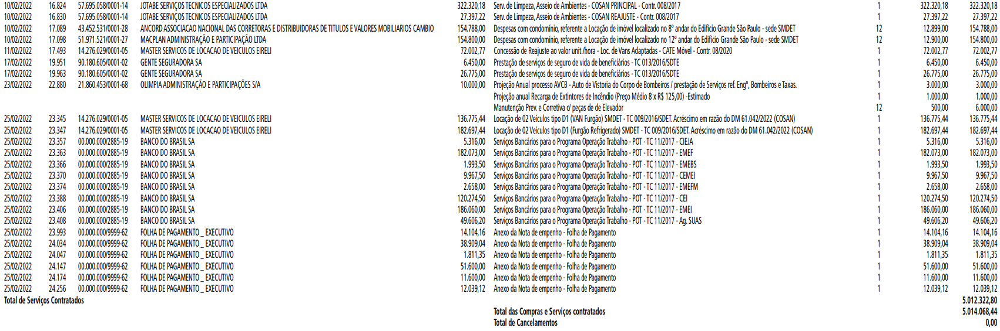 10/02/2022 16.824 57.695.058/0001-14 JOTABE SERVIÇOS TECNICOS ESPECIALIZADOS LTDA 322.320,18 Serv. de Limpeza, Asseio de Ambientes - COSAN PRINCIPAL - Contr. 008/2017 1 322.320,18 322.320,18
10/02/2022 16.830 57.695.058/0001-14 JOTABE SERVIÇOS TECNICOS ESPECIALIZADOS LTDA 27.397,22 Serv. de Limpeza, Asseio de Ambientes - COSAN REAJUSTE - Contr. 008/2017 1 27.397,22 27.397,22
10/02/2022 17.089 43.452.531/0001-28 ANCORD ASSOCIACAO NACIONAL DAS CORRETORAS E DISTRIBUIDORAS DE TITULOS E VALORES MOBILIARIOS CAMBIO 154.788,00 Despesas com condomínio, referente a Locação de imóvel localizado no 8º andar do Edifício Grande São Paulo - sede SMDET 12 12.899,00 154.788,00
10/02/2022 17.098 51.971.521/0001-27 MACPLAN ADMINISTRAÇÃO E PARTICIPAÇÃO LTDA 154.800,00 Despesas com condomínio, referente a Locação de imóvel localizado no 12º andar do Edifício Grande São Paulo - sede SMDET 12 12.900,00 154.800,00
11/02/2022 17.493 14.276.029/0001-05 MASTER SERVICOS DE LOCACAO DE VEICULOS EIRELI 72.002,77 Concessão de Reajuste ao valor unit./hora - Loc. de Vans Adaptadas - CATE Móvel - Contr. 08/2020 1 72.002,77 72.002,77
17/02/2022 19.951 90.180.605/0001-02 GENTE SEGURADORA SA 6.450,00 Prestação de serviços de seguro de vida de beneficiários - TC 013/2016/SDTE 1 6.450,00 6.450,00
17/02/2022 19.963 90.180.605/0001-02 GENTE SEGURADORA SA 26.775,00 Prestação de serviços de seguro de vida de beneficiários - TC 013/2016/SDTE 1 26.775,00 26.775,00
23/02/2022 22.880 21.860.453/0001-68 OLIMPIA ADMINISTRAÇÃO E PARTICIPAÇÕES S/A 10.000,00 Projeção Anual processo AVCB - Auto de Vistoria do Corpo de Bombeiros / prestação de Serviços ref. Engº, Bombeiros e Taxas. 1 3.000,00 3.000,00
Projeção anual Recarga de Extintores de Incêndio (Preço Médio 8 x R$ 125,00) -Estimado 1 1.000,00 1.000,00
Manutenção Prev. e Corretiva c/ peças de de Elevador 12 500,00 6.000,00
25/02/2022 23.345 14.276.029/0001-05 MASTER SERVICOS DE LOCACAO DE VEICULOS EIRELI 136.775,44 Locação de 02 Veículos tipo D1 (VAN Furgão) SMDET - TC 009/2016/SDET. Acréscimo em razão do DM 61.042/2022 (COSAN) 1 136.775,44 136.775,44
25/02/2022 23.347 14.276.029/0001-05 MASTER SERVICOS DE LOCACAO DE VEICULOS EIRELI 182.697,44 Locação de 02 Veículos tipo D1 (Furgão Refrigerado) SMDET - TC 009/2016/SDET. Acréscimo em razão do DM 61.042/2022 (COSAN) 1 182.697,44 182.697,44
25/02/2022 23.357 00.000.000/2885-19 BANCO DO BRASIL SA 5.316,00 Serviços Bancários para o Programa Operação Trabalho - POT - TC 11/2017 - CIEJA 1 5.316,00 5.316,00
25/02/2022 23.363 00.000.000/2885-19 BANCO DO BRASIL SA 182.073,00 Serviços Bancários para o Programa Operação Trabalho - POT - TC 11/2017 - EMEF 1 182.073,00 182.073,00
25/02/2022 23.366 00.000.000/2885-19 BANCO DO BRASIL SA 1.993,50 Serviços Bancários para o Programa Operação Trabalho - POT - TC 11/2017 - EMEBS 1 1.993,50 1.993,50
25/02/2022 23.370 00.000.000/2885-19 BANCO DO BRASIL SA 9.967,50 Serviços Bancários para o Programa Operação Trabalho - POT - TC 11/2017 - CEMEI 1 9.967,50 9.967,50
25/02/2022 23.374 00.000.000/2885-19 BANCO DO BRASIL SA 2.658,00 Serviços Bancários para o Programa Operação Trabalho - POT - TC 11/2017 - EMEFM 1 2.658,00 2.658,00
25/02/2022 23.388 00.000.000/2885-19 BANCO DO BRASIL SA 120.274,50 Serviços Bancários para o Programa Operação Trabalho - POT - TC 11/2017 - CEI 1 120.274,50 120.274,50
25/02/2022 23.406 00.000.000/2885-19 BANCO DO BRASIL SA 186.060,00 Serviços Bancários para o Programa Operação Trabalho - POT - TC 11/2017 - EMEI 1 186.060,00 186.060,00
25/02/2022 23.408 00.000.000/2885-19 BANCO DO BRASIL SA 49.606,20 Serviços Bancários para o Programa Operação Trabalho - POT - TC 11/2017 - Ag. SUAS 1 49.606,20 49.606,20
25/02/2022 23.993 00.000.000/9999-62 FOLHA DE PAGAMENTO _ EXECUTIVO 14.104,16 Anexo da Nota de empenho - Folha de Pagamento 1 14.104,16 14.104,16
25/02/2022 24.034 00.000.000/9999-62 FOLHA DE PAGAMENTO _ EXECUTIVO 38.909,04 Anexo da Nota de empenho - Folha de Pagamento 1 38.909,04 38.909,04
25/02/2022 24.047 00.000.000/9999-62 FOLHA DE PAGAMENTO _ EXECUTIVO 1.811,35 Anexo da Nota de empenho - Folha de Pagamento 1 1.811,35 1.811,35
25/02/2022 24.147 00.000.000/9999-62 FOLHA DE PAGAMENTO _ EXECUTIVO 51.600,00 Anexo da Nota de empenho - Folha de Pagamento 1 51.600,00 51.600,00
25/02/2022 24.174 00.000.000/9999-62 FOLHA DE PAGAMENTO _ EXECUTIVO 11.600,00 Anexo da Nota de empenho - Folha de Pagamento 1 11.600,00 11.600,00
25/02/2022 24.256 00.000.000/9999-62 FOLHA DE PAGAMENTO _ EXECUTIVO 12.039,12 Anexo da Nota de empenho - Folha de Pagamento 1 12.039,12 12.039,12
Total de Serviços Contratados 5.012.322,80
Total das Compras e Serviços contratados 5.014.068,44
Total de Cancelamentos 0,00